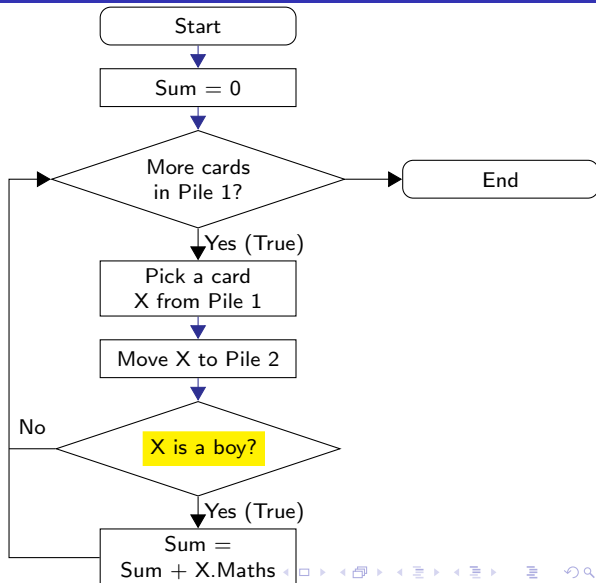 Start
Sum = 0
More cards
in Pile 1?
End
Yes (True)
Pick a card
X from Pile 1
Move X to Pile 2
No
X is a boy?
Yes (True)
Sum =
Sum + X.Maths